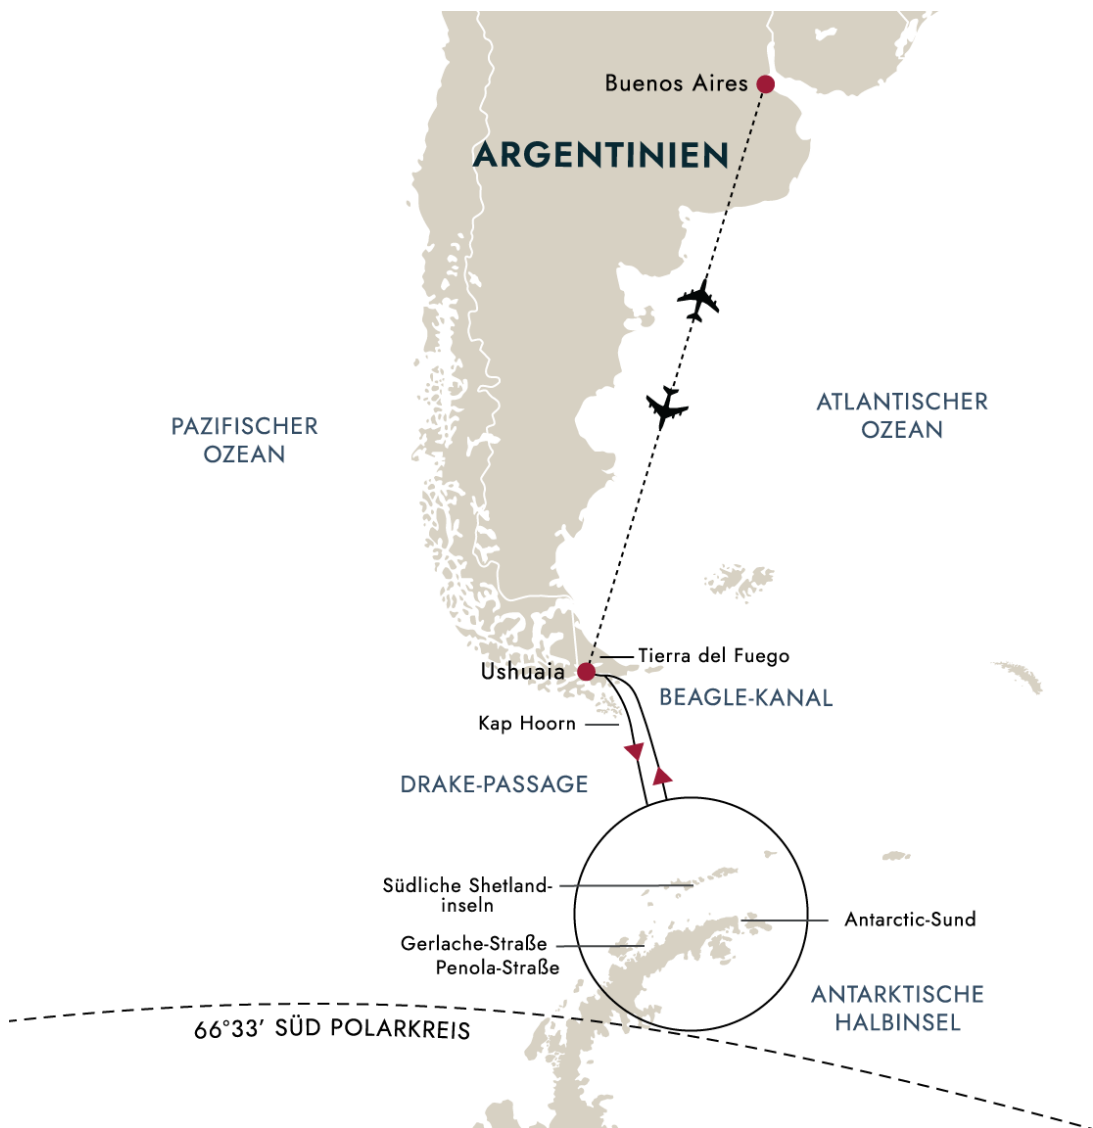 Buenos Aires
ARGENTINIEN
PAZIFISCHER
OZEAN
ATLANTISCHER
OZEAN
Tierra del Fuego
Ushuaia
BEAGLE-KANAL
Kap Hoorn
DRAKE-PASSAGE
Südliche Shetland-
inseln
Antarctic-Sund
Gerlache-Straße
Penola-Straße
ANTARKTISCHE
HALBINSEL
66°33’ SÜD POLARKREIS